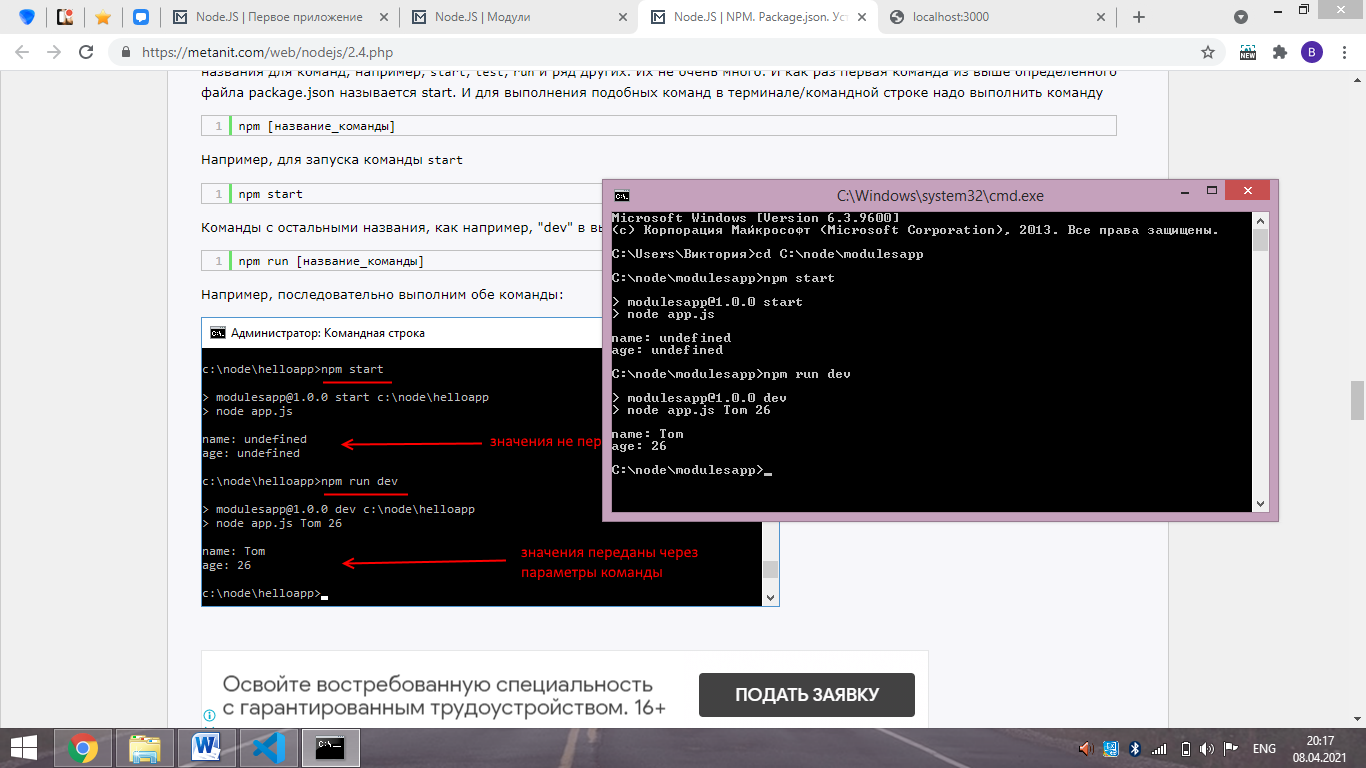 Node.JS | Первое приложение
Node.JS | Модули
Node.JS | NPM. Package.json. Ус
localhost:3000
https://metanit.com/web/nodejs/2.4.php
NEW
B
названия для команд, например, start, test, run и ряд других. Их не очень много. И как раз первая команда из выше определенного
файла package.json называется start. И для выполнения подобных команд в терминале/командной строке надо выполнить команду
1 npm [название_команды]
Например, для запуска команды start
1 npm start
Команды с остальными названия, как например, "dev" в вы
1 npm run [название_команды]
Например, последовательно выполним обе команды:
Администратор: Командная строка
c:\node\helloapp>npm start
> modulesapp@1.0.0 start c:\node\helloapp
> node app.js
name: undefined
age: undefined
значения не пер
c:\node\helloapp>npm run dev
> modulesapp@1.0.0 dev c:\node\helloapp
> node app.js Tom 26
name: Tom
age: 26
значения переданы через
параметры команды
c:\node\helloapp>
C:\Windows\system32\cmd.exe
Microsoft Windows [Version 6.3.9600]
(c) Корпорация Майкрософт (Microsoft Corporation), 2013. Все права защищены.
C:\Users\Виктория>cd C:\node\modulesapp
C:\node\modulesapp>npm start
> modulesapp@1.0.0 start
> node app.js
name: undefined
age: undefined
C:\node\modulesapp>npm run dev
> modulesapp@1.0.0 dev
> node app.js Tom 26
name: Tom
age: 26
C:\node\modulesapp>_
Освойте востребованную специальность
с гарантированным трудоустройством. 16+
ПОДАТЬ ЗАЯВКУ
ENG
20:17
08.04.2021